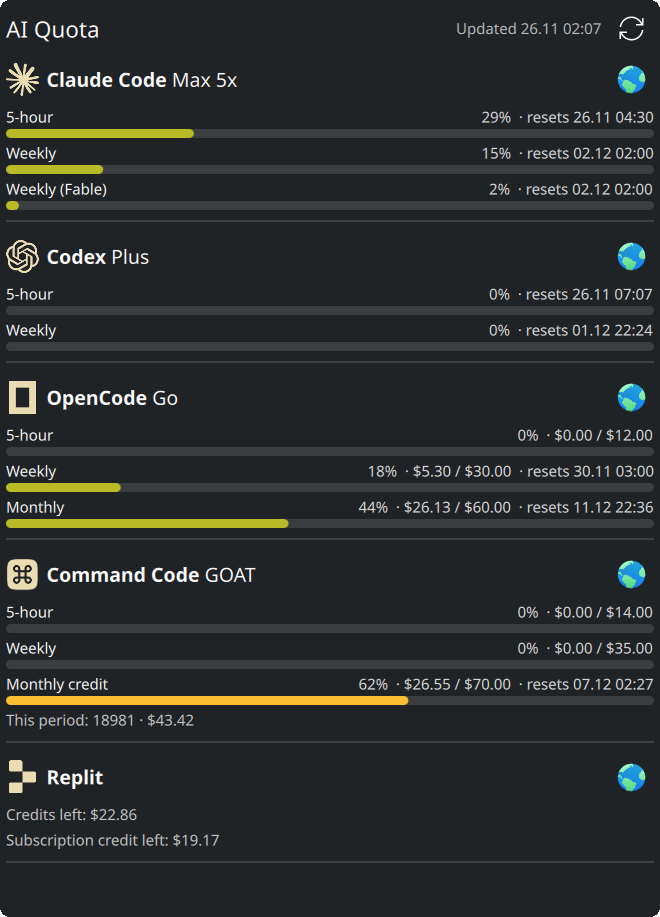 AI Quota Updated 26.11 02:07
Claude Code Max 5x
5-hour 29% · resets 26.11 04:30
Weekly 15% · resets 02.12 02:00
Weekly (Fable) 2% · resets 02.12 02:00
Codex Plus
5-hour 0% · resets 26.11 07:07
Weekly 0% · resets 01.12 22:24
OpenCode Go
5-hour 0% · $0.00 / $12.00
Weekly 18% · $5.30 / $30.00 · resets 30.11 03:00
Monthly 44% · $26.13 / $60.00 · resets 11.12 22:36
Command Code GOAT
5-hour 0% · $0.00 / $14.00
Weekly 0% · $0.00 / $35.00
Monthly credit 62% · $26.55 / $70.00 · resets 07.12 02:27
This period: 18981 · $43.42
Replit
Credits left: $22.86
Subscription credit left: $19.17